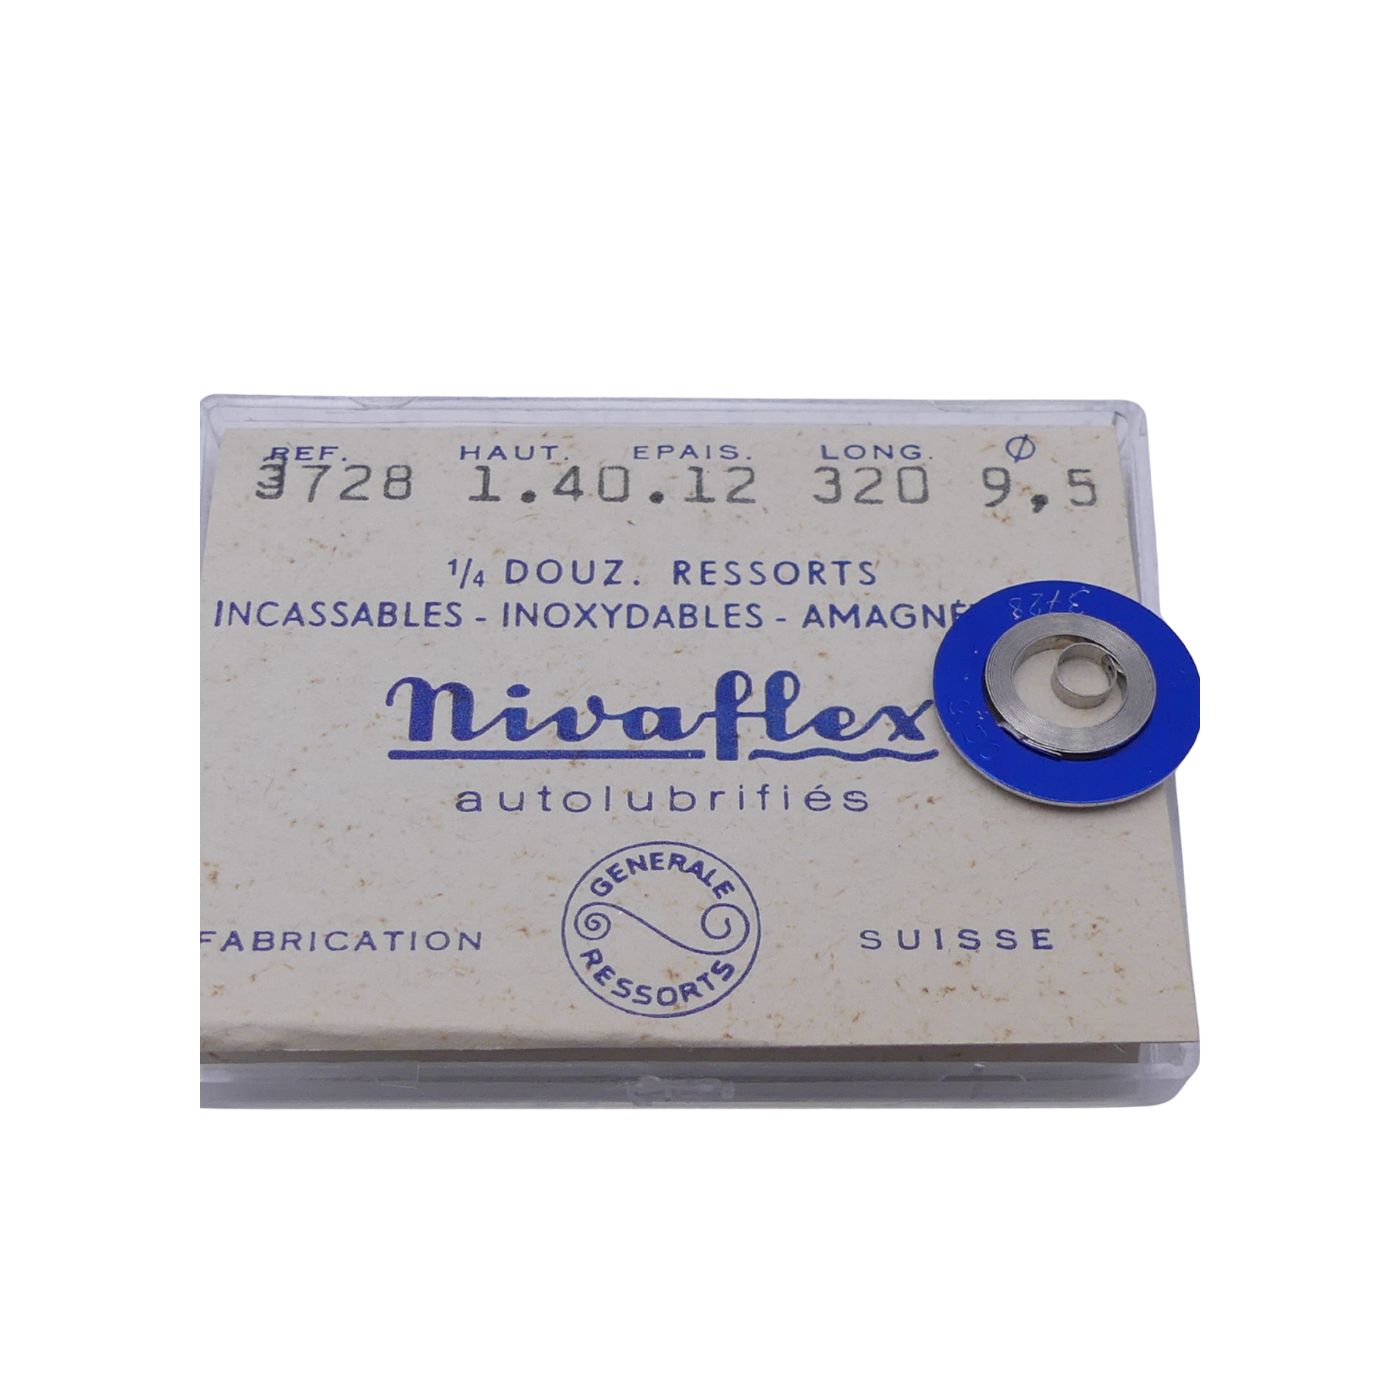 REF. HAUT. EPAIS. LONG. Ø
3728 1.40.12 320 9,5
1/4 DOUZ. RESSORTS
INCASSABLES - INOXYDABLES -
3728
nivaflex
autolubrifiés
GENERALE
RESSORTS
FABRICATION SUISSE